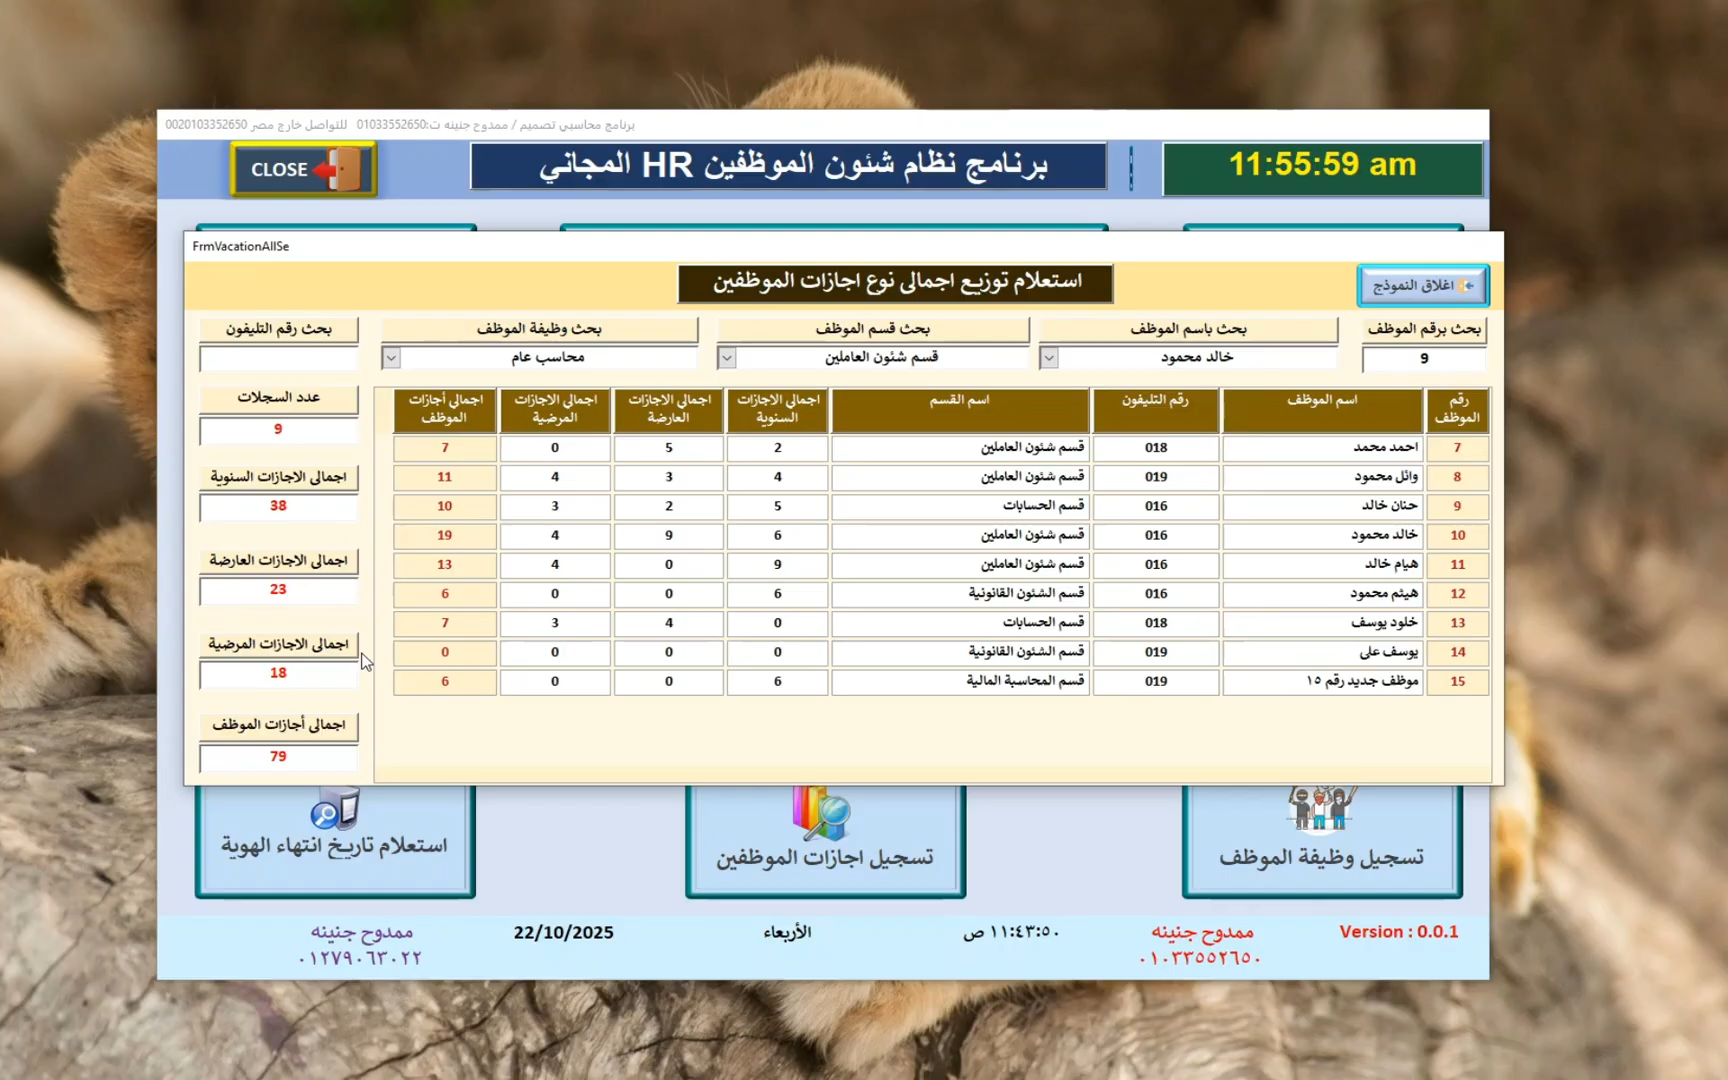 برنامج محاسبي تصميم / ممدوح جنينه ت:01033552650 للتواصل خارج مصر 0020103352650
برنامج نظام شئون الموظفين HR المجاني
11:55:59 am
CLOSE
FrmVacationAllSe
استعلام توزيع اجمالى نوع اجازات الموظفين
اغلاق النموذج
بحث برقم الموظف
بحث باسم الموظف
بحث قسم الموظف
بحث وظيفة الموظف
بحث رقم التليفون
9
خالد محمود
قسم شئون العاملين
محاسب عام
رقم الموظف اسم الموظف رقم التليفون اسم القسم اجمالى الاجازات السنوية اجمالى الاجازات العارضة اجمالى الاجازات المرضية اجمالى أجازات الموظف
7 احمد محمد 018 قسم شئون العاملين 2 5 0 7
8 وائل محمود 019 قسم شئون العاملين 4 3 4 11
9 حنان خالد 016 قسم الحسابات 5 2 3 10
10 خالد محمود 016 قسم شئون العاملين 6 9 4 19
11 هيام خالد 016 قسم شئون العاملين 9 0 4 13
12 هيثم محمود 016 قسم الشئون القانونية 6 0 0 6
13 خلود يوسف 018 قسم الحسابات 0 4 3 7
14 يوسف على 019 قسم الشئون القانونية 0 0 0 0
15 موظف جديد رقم ١٥ 019 قسم المحاسبة المالية 6 0 0 6
عدد السجلات
9
اجمالى الاجازات السنوية
38
اجمالى الاجازات العارضة
23
اجمالى الاجازات المرضية
18
اجمالى أجازات الموظف
79
تسجيل وظيفة الموظف
تسجيل اجازات الموظفين
استعلام تاريخ انتهاء الهوية
Version : 0.0.1
ممدوح جنينه
٠١٠٣٣٥٥٢٦٥٠
١١:٤٣:٥٠ ص
الأربعاء
22/10/2025
ممدوح جنينه
٠١٢٧٩٠٦٣٠٢٢